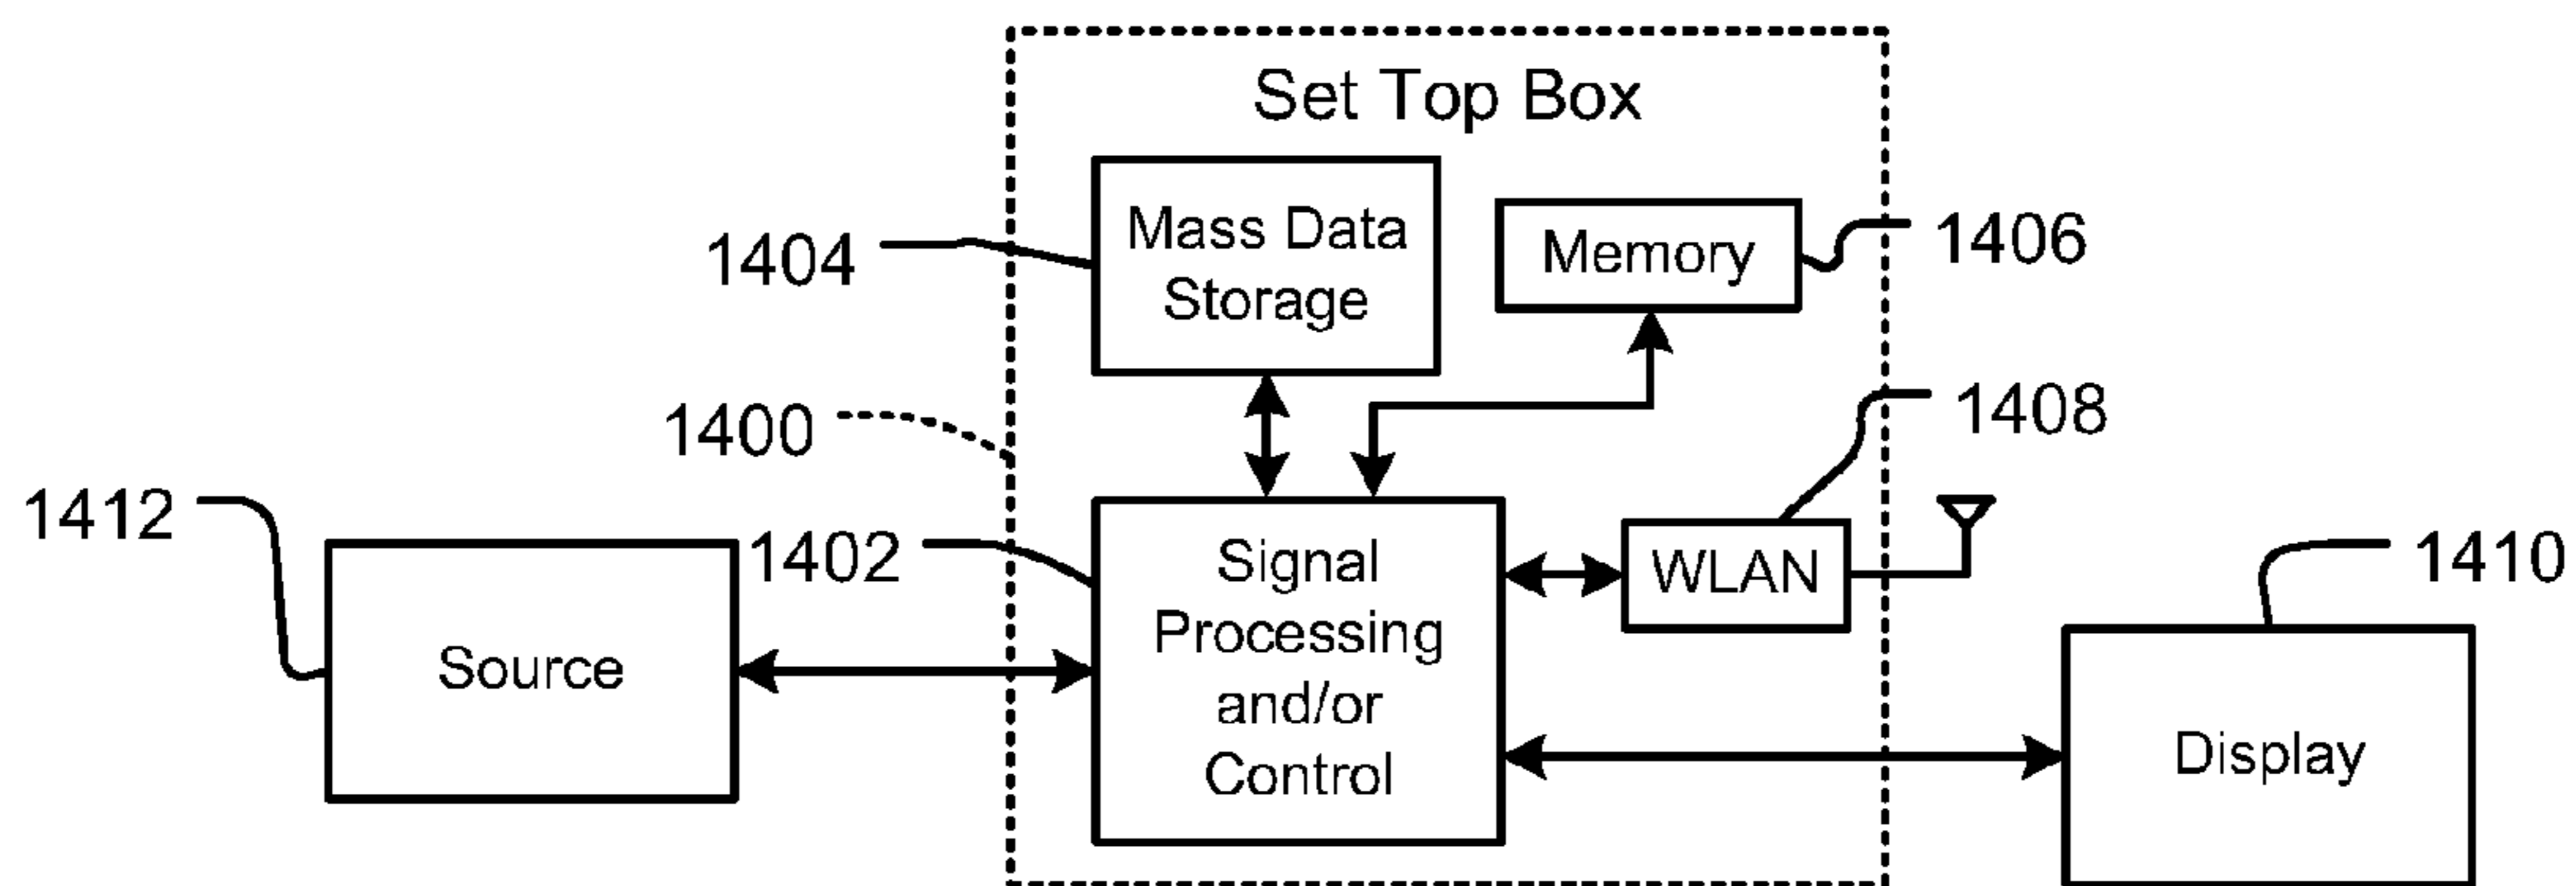 Set Top Box
Mass Data
Storage
Memory
1404
1406
1400
1408
1412
1402
Signal
Processing
and/or
Control
WLAN
1410
Source
Display